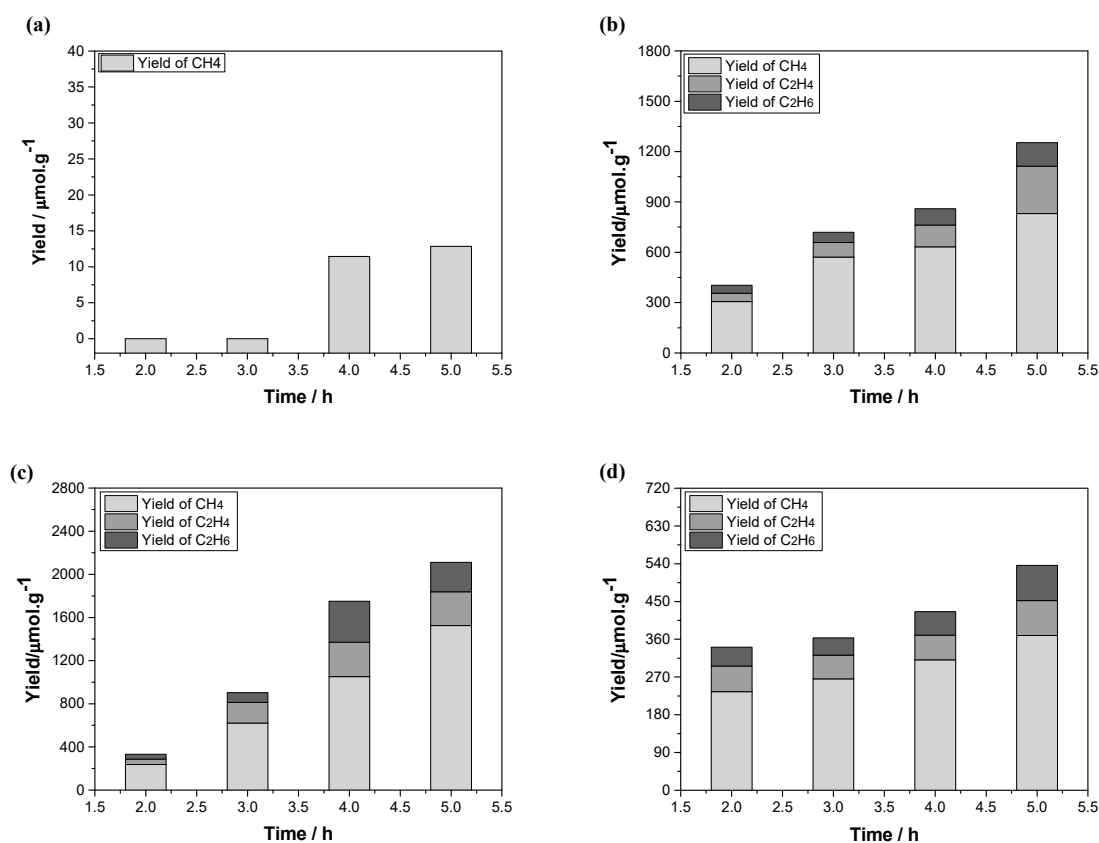 (a)
Yield of CH4
Yield / μmol.g⁻¹
40
35
30
25
20
15
10
5
0
1.5 2.0 2.5 3.0 3.5 4.0 4.5 5.0 5.5
Time / h
(b)
Yield of CH₄
Yield of C₂H₄
Yield of C₂H₆
Yield/μmol.g⁻¹
1800
1500
1200
900
600
300
0
1.5 2.0 2.5 3.0 3.5 4.0 4.5 5.0 5.5
Time / h
(c)
Yield of CH₄
Yield of C₂H₄
Yield of C₂H₆
Yield/μmol.g⁻¹
2800
2400
2000
1600
1200
800
400
0
1.5 2.0 2.5 3.0 3.5 4.0 4.5 5.0 5.5
Time / h
(d)
Yield of CH₄
Yield of C₂H₄
Yield of C₂H₆
Yield/μmol.g⁻¹
720
630
540
450
360
270
180
90
0
1.5 2.0 2.5 3.0 3.5 4.0 4.5 5.0 5.5
Time / h